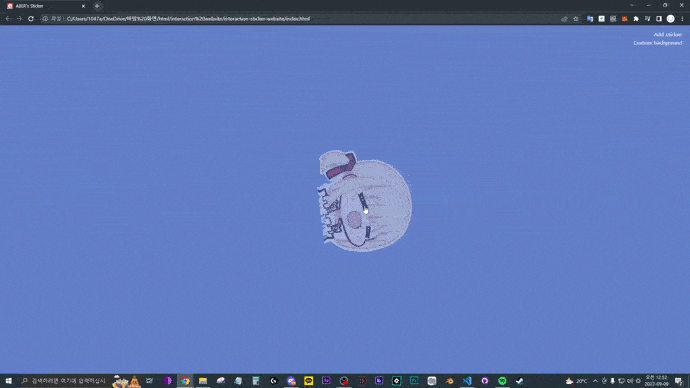 ABER's Sticker
파일 | C:/Users/1047a/OneDrive/바탕%20화면/html/interaction%20website/interaction-sticker-website/index.html
Add sticker
Custom background
검색하려면 여기에 입력하십시오
20°C
오전 12:52
2022-09-09